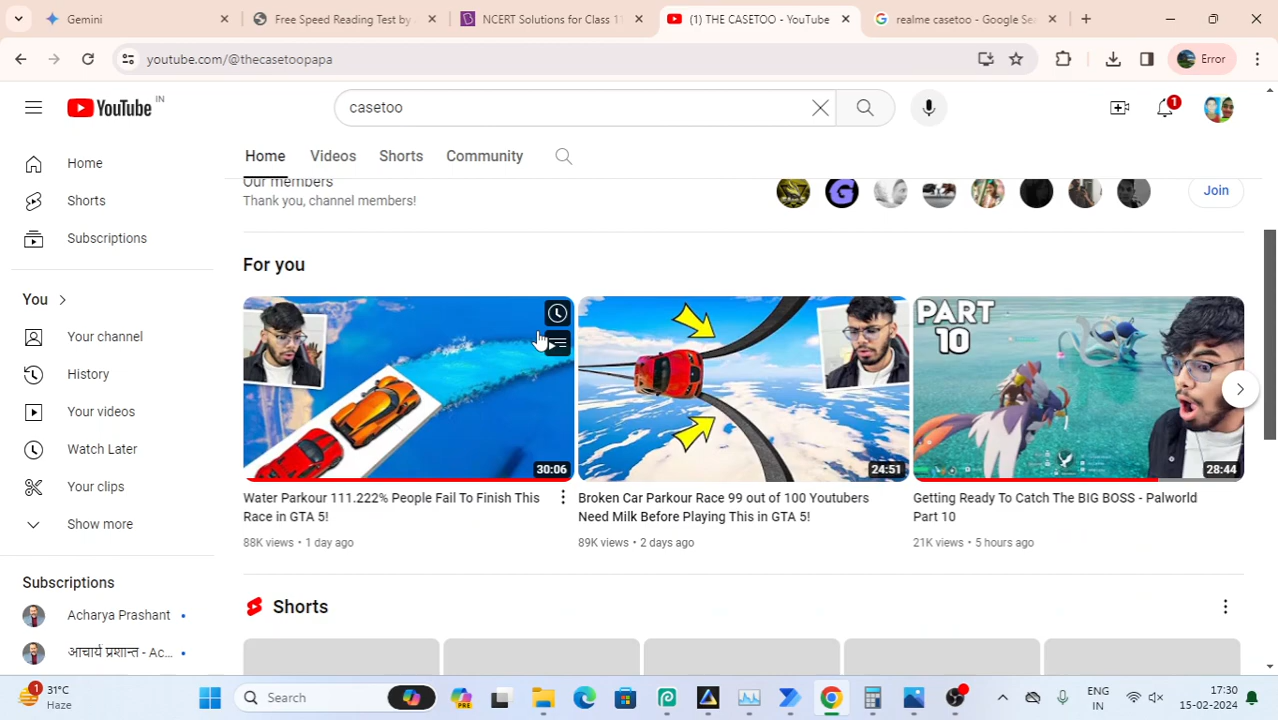 Gemini
Free Speed Reading Test by
NCERT Solutions for Class 11
(1) THE CASETOO - YouTube
realme casetoo - Google Sea
youtube.com/@thecasetoopapa
Error
YouTube IN
casetoo
1
Home
Videos
Shorts
Community
Home
Shorts
Subscriptions
You
Your channel
History
Your videos
Watch Later
Your clips
Show more
Subscriptions
Acharya Prashant
आचार्य प्रशान्त - Ac...
Our members
Thank you, channel members!
G
Join
For you
30:06
Water Parkour 111.222% People Fail To Finish This
Race in GTA 5!
88K views • 1 day ago
24:51
Broken Car Parkour Race 99 out of 100 Youtubers
Need Milk Before Playing This in GTA 5!
89K views • 2 days ago
PART
10
28:44
Getting Ready To Catch The BIG BOSS - Palworld
Part 10
21K views • 5 hours ago
Shorts
1
31°C
Haze
Search
PRE
ENG
IN
17:30
15-02-2024